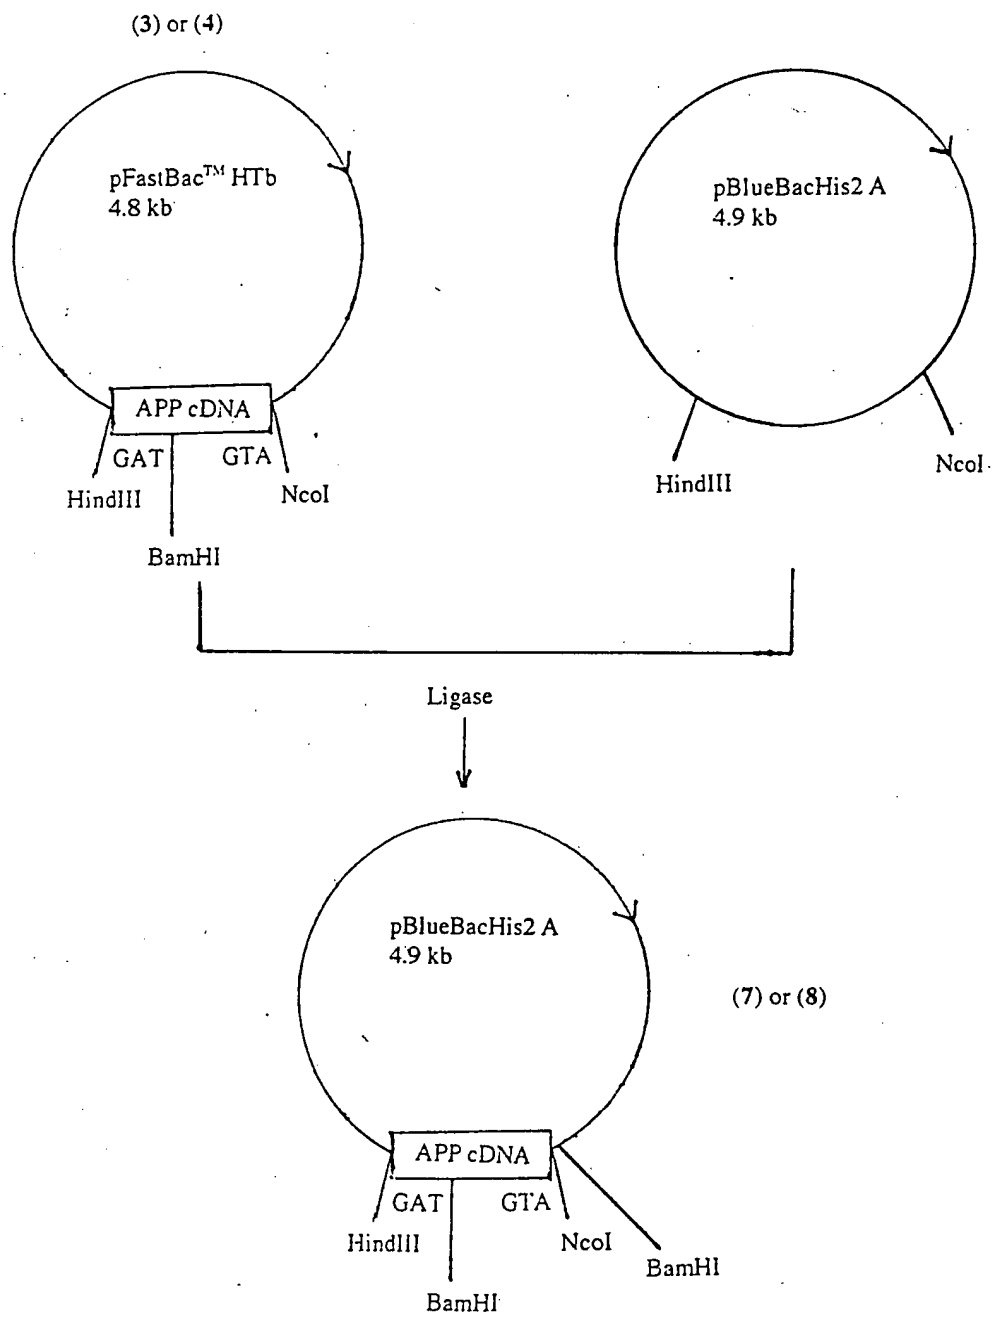 (3) or (4)
pFastBac™ HTb
4.8 kb
pBlueBacHis2 A
4.9 kb
APP cDNA
GAT
GTA
HindIII
NcoI
BamHI
HindIII
NcoI
Ligase
pBlueBacHis2 A
4.9 kb
(7) or (8)
APP cDNA
GAT
GTA
HindIII
NcoI
BamHI
BamHI